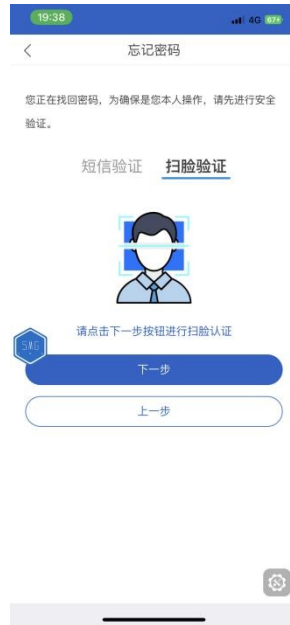 19:38
4G 67
忘记密码
您正在找回密码，为确保是您本人操作，请先进行安全
验证。
短信验证 扫脸验证
请点击下一步按钮进行扫脸认证
SMG
下一步
上一步